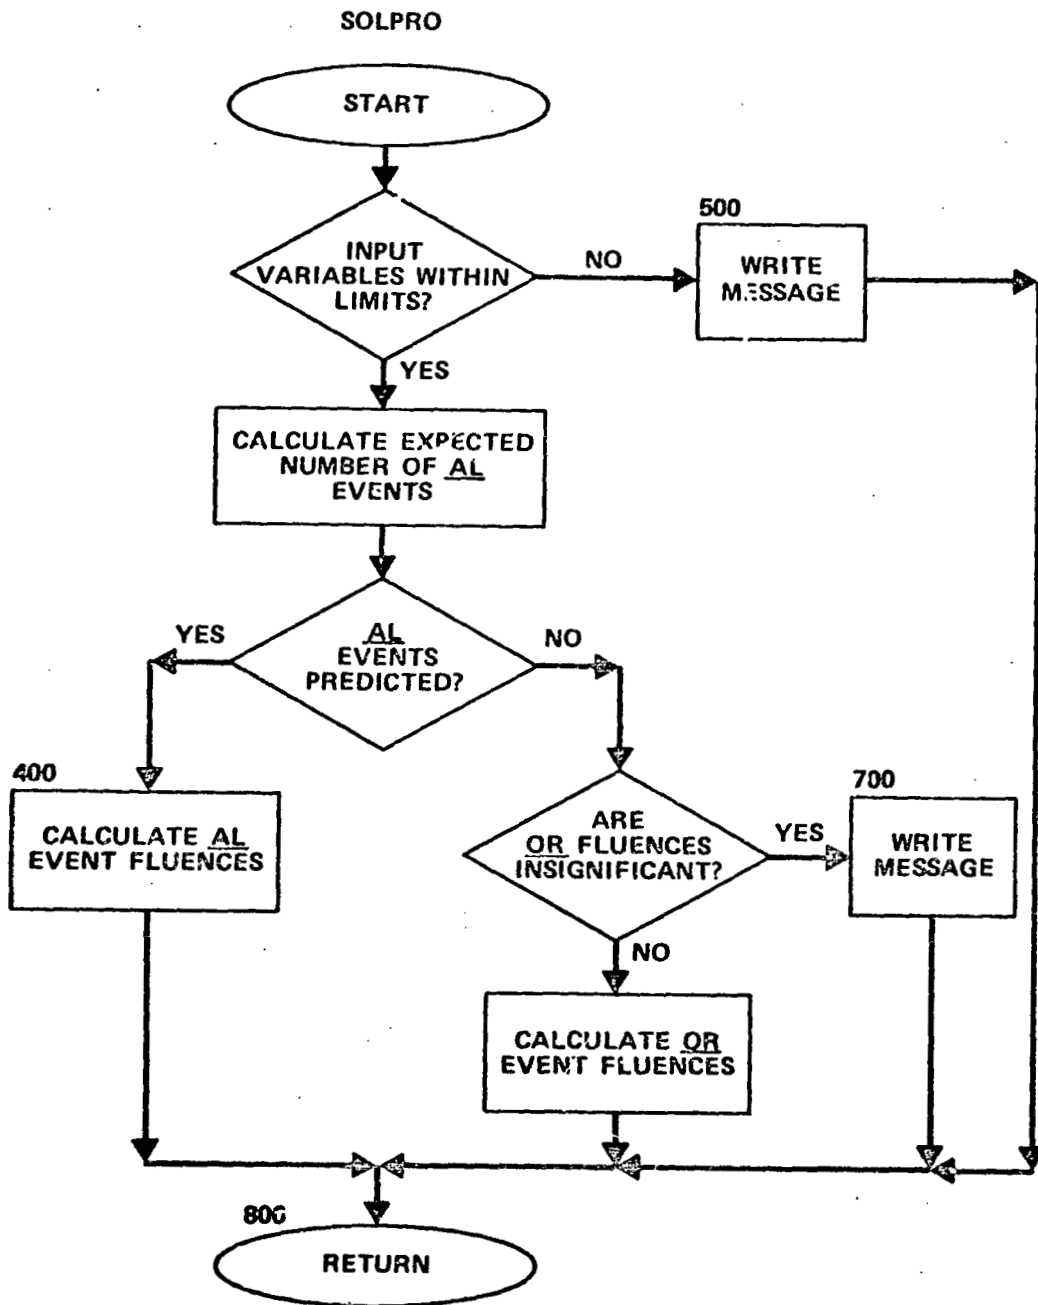 SOLPRO
START
INPUT
VARIABLES WITHIN
LIMITS?
NO
500
WRITE
MESSAGE
YES
CALCULATE EXPECTED
NUMBER OF AL
EVENTS
AL
EVENTS
PREDICTED?
YES
NO
400
CALCULATE AL
EVENT FLUENCES
ARE
OR FLUENCES
INSIGNIFICANT?
YES
700
WRITE
MESSAGE
NO
CALCULATE OR
EVENT FLUENCES
800
RETURN